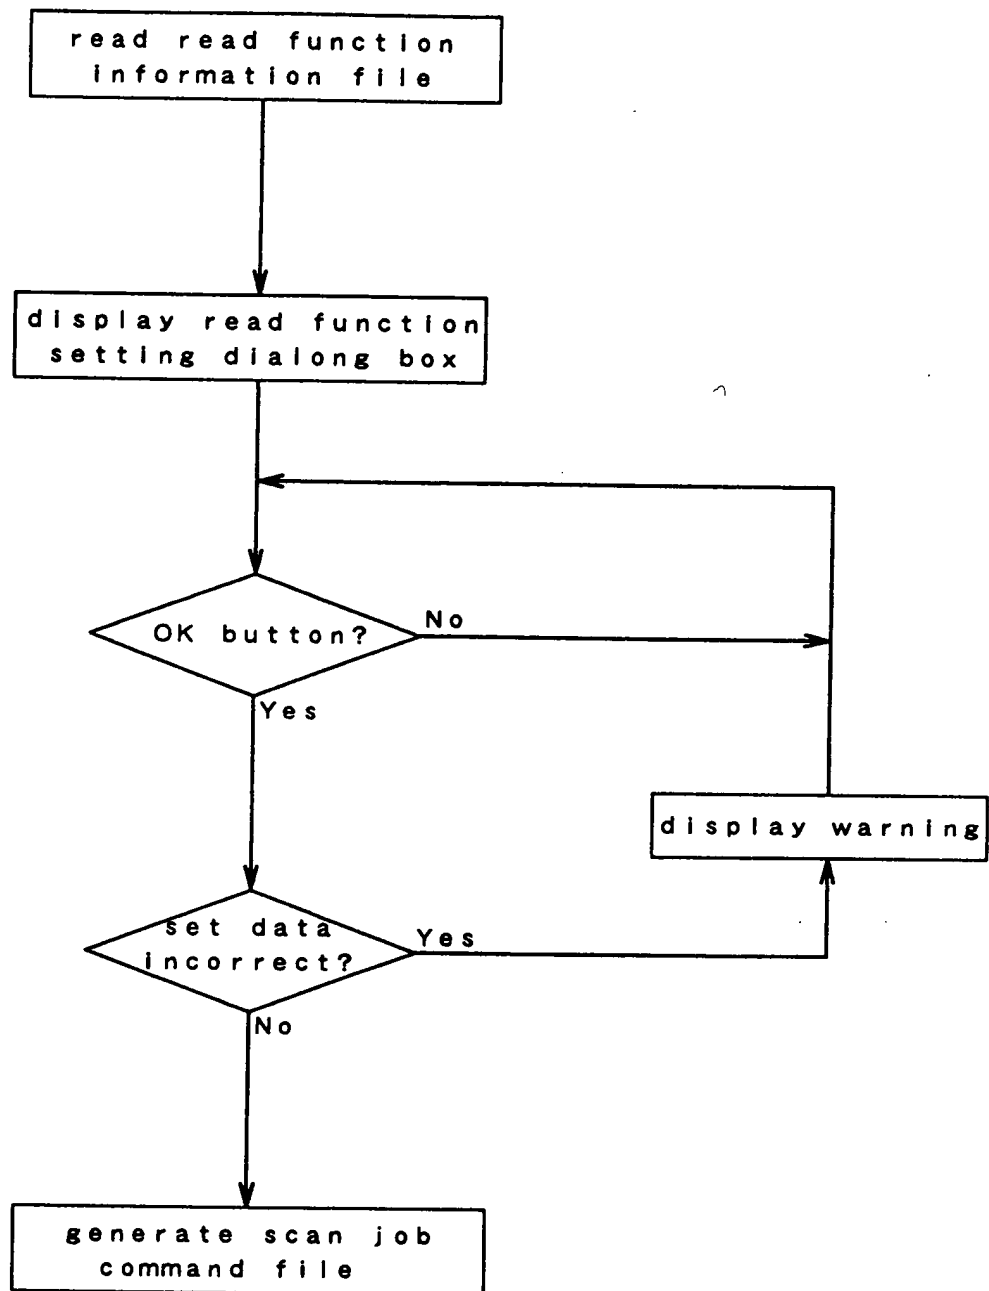 read read function
information file
display read function
setting dialong box
OK button?
No
Yes
display warning
set data
incorrect?
Yes
No
generate scan job
command file